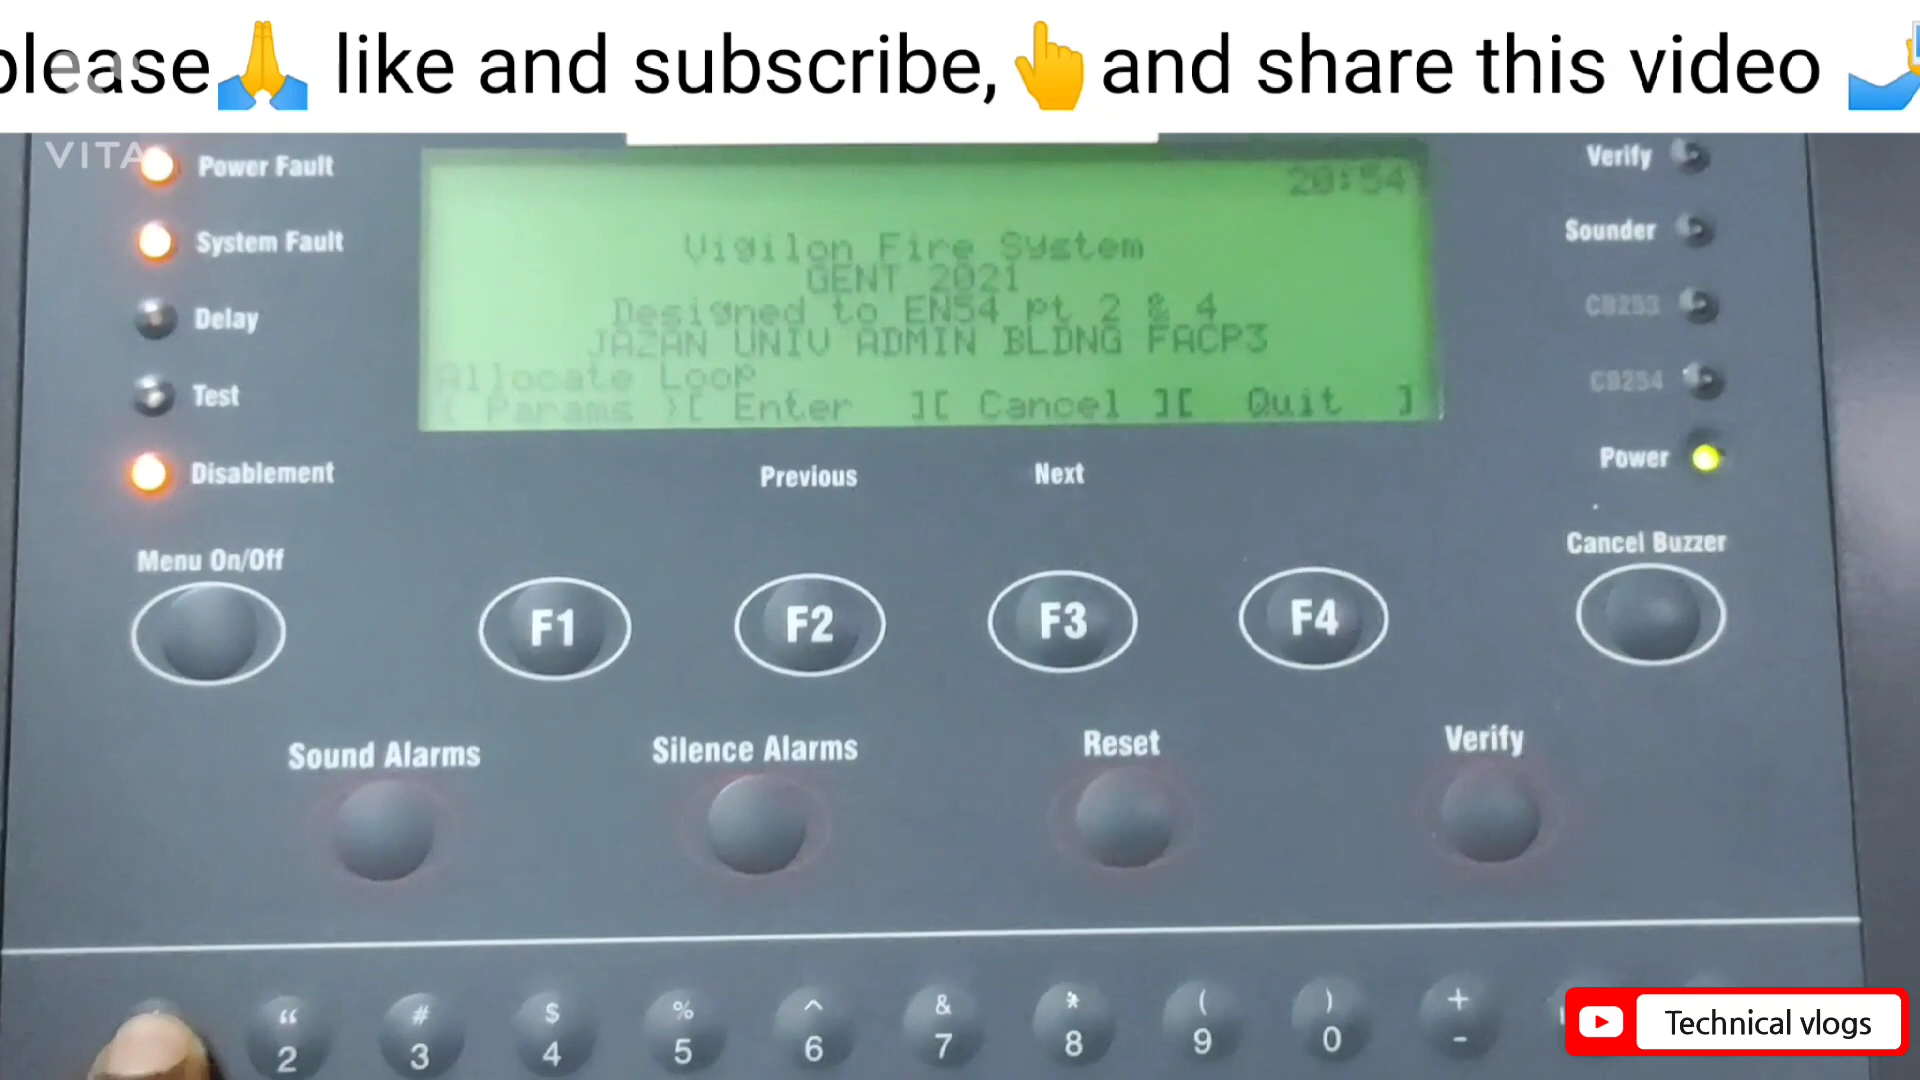 please🙏 like and subscribe,👆and share this video
VITA
Power Fault
System Fault
Delay
Test
Disablement
20:54
Vigilon Fire System
GENT 2021
Designed to EN54 pt 2 & 4
JAZAN UNIV ADMIN BLDNG FACP3
Allocate Loop
{ Params }[ Enter ][ Cancel ][ Quit ]
Verify
Sounder
CB253
CB254
Power
Previous
Next
Menu On/Off
F1
F2
F3
F4
Cancel Buzzer
Sound Alarms
Silence Alarms
Reset
Verify
“ # $ % ^ & * ( ) +
2 3 4 5 6 7 8 9 0 -
Technical vlogs